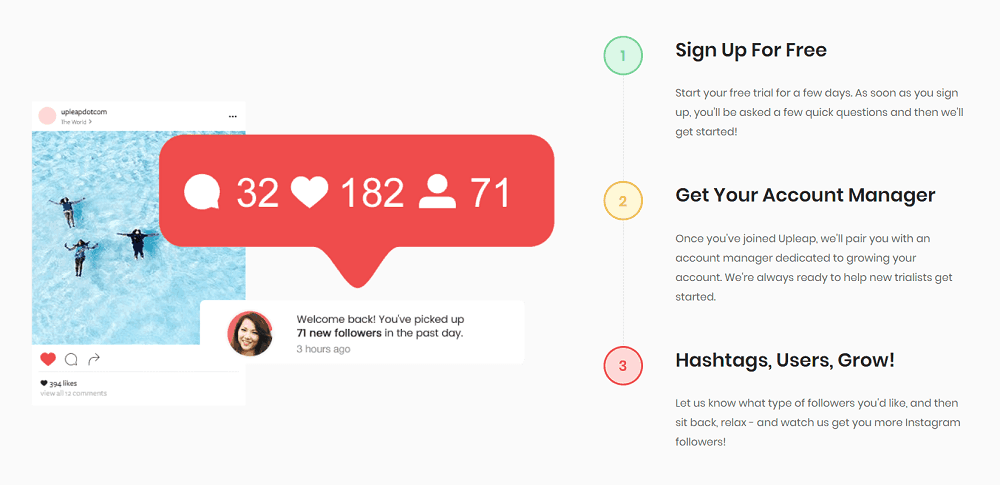 upleapdotcom
The World >
32 182 71
Welcome back! You've picked up
71 new followers in the past day.
3 hours ago
394 likes
view all 12 comments
1
Sign Up For Free
Start your free trial for a few days. As soon as you sign
up, you'll be asked a few quick questions and then we'll
get started!
2
Get Your Account Manager
Once you've joined Upleap, we'll pair you with an
account manager dedicated to growing your
account. We're always ready to help new trialists get
started.
3
Hashtags, Users, Grow!
Let us know what type of followers you'd like, and then
sit back, relax - and watch us get you more Instagram
followers!